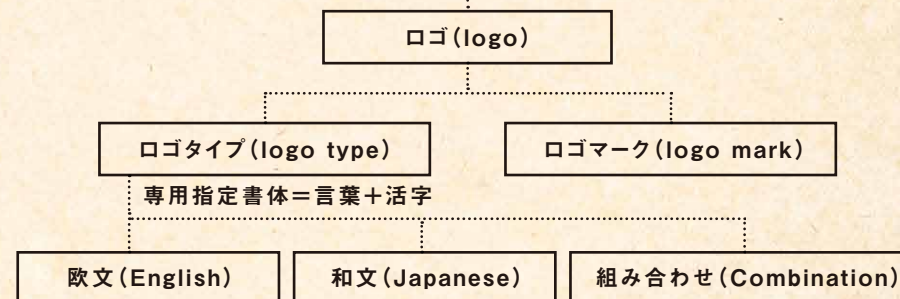 ロゴ(logo)
ロゴタイプ(logo type)
ロゴマーク(logo mark)
専用指定書体=言葉+活字
欧文(English)
和文(Japanese)
組み合わせ(Combination)